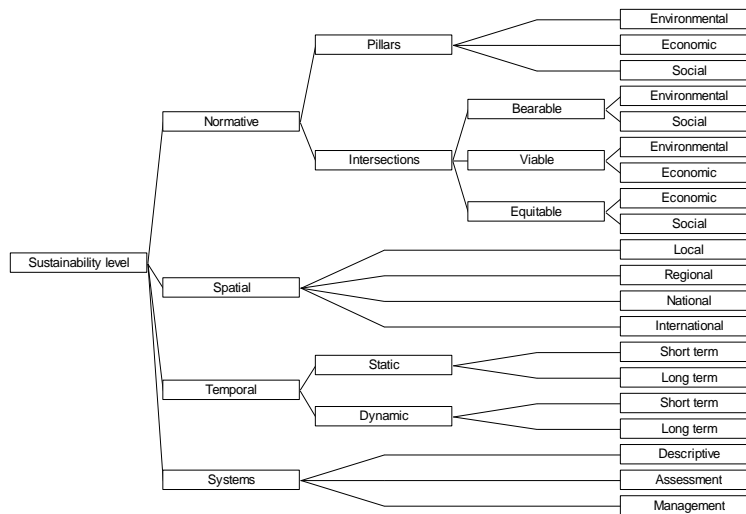 Environmental
Pillars
Economic
Social
Environmental
Bearable
Normative
Social
Environmental
Intersections
Viable
Economic
Economic
Equitable
Social
Local
Sustainability level
Regional
Spatial
National
International
Short term
Static
Long term
Temporal
Short term
Dynamic
Long term
Descriptive
Systems
Assessment
Management